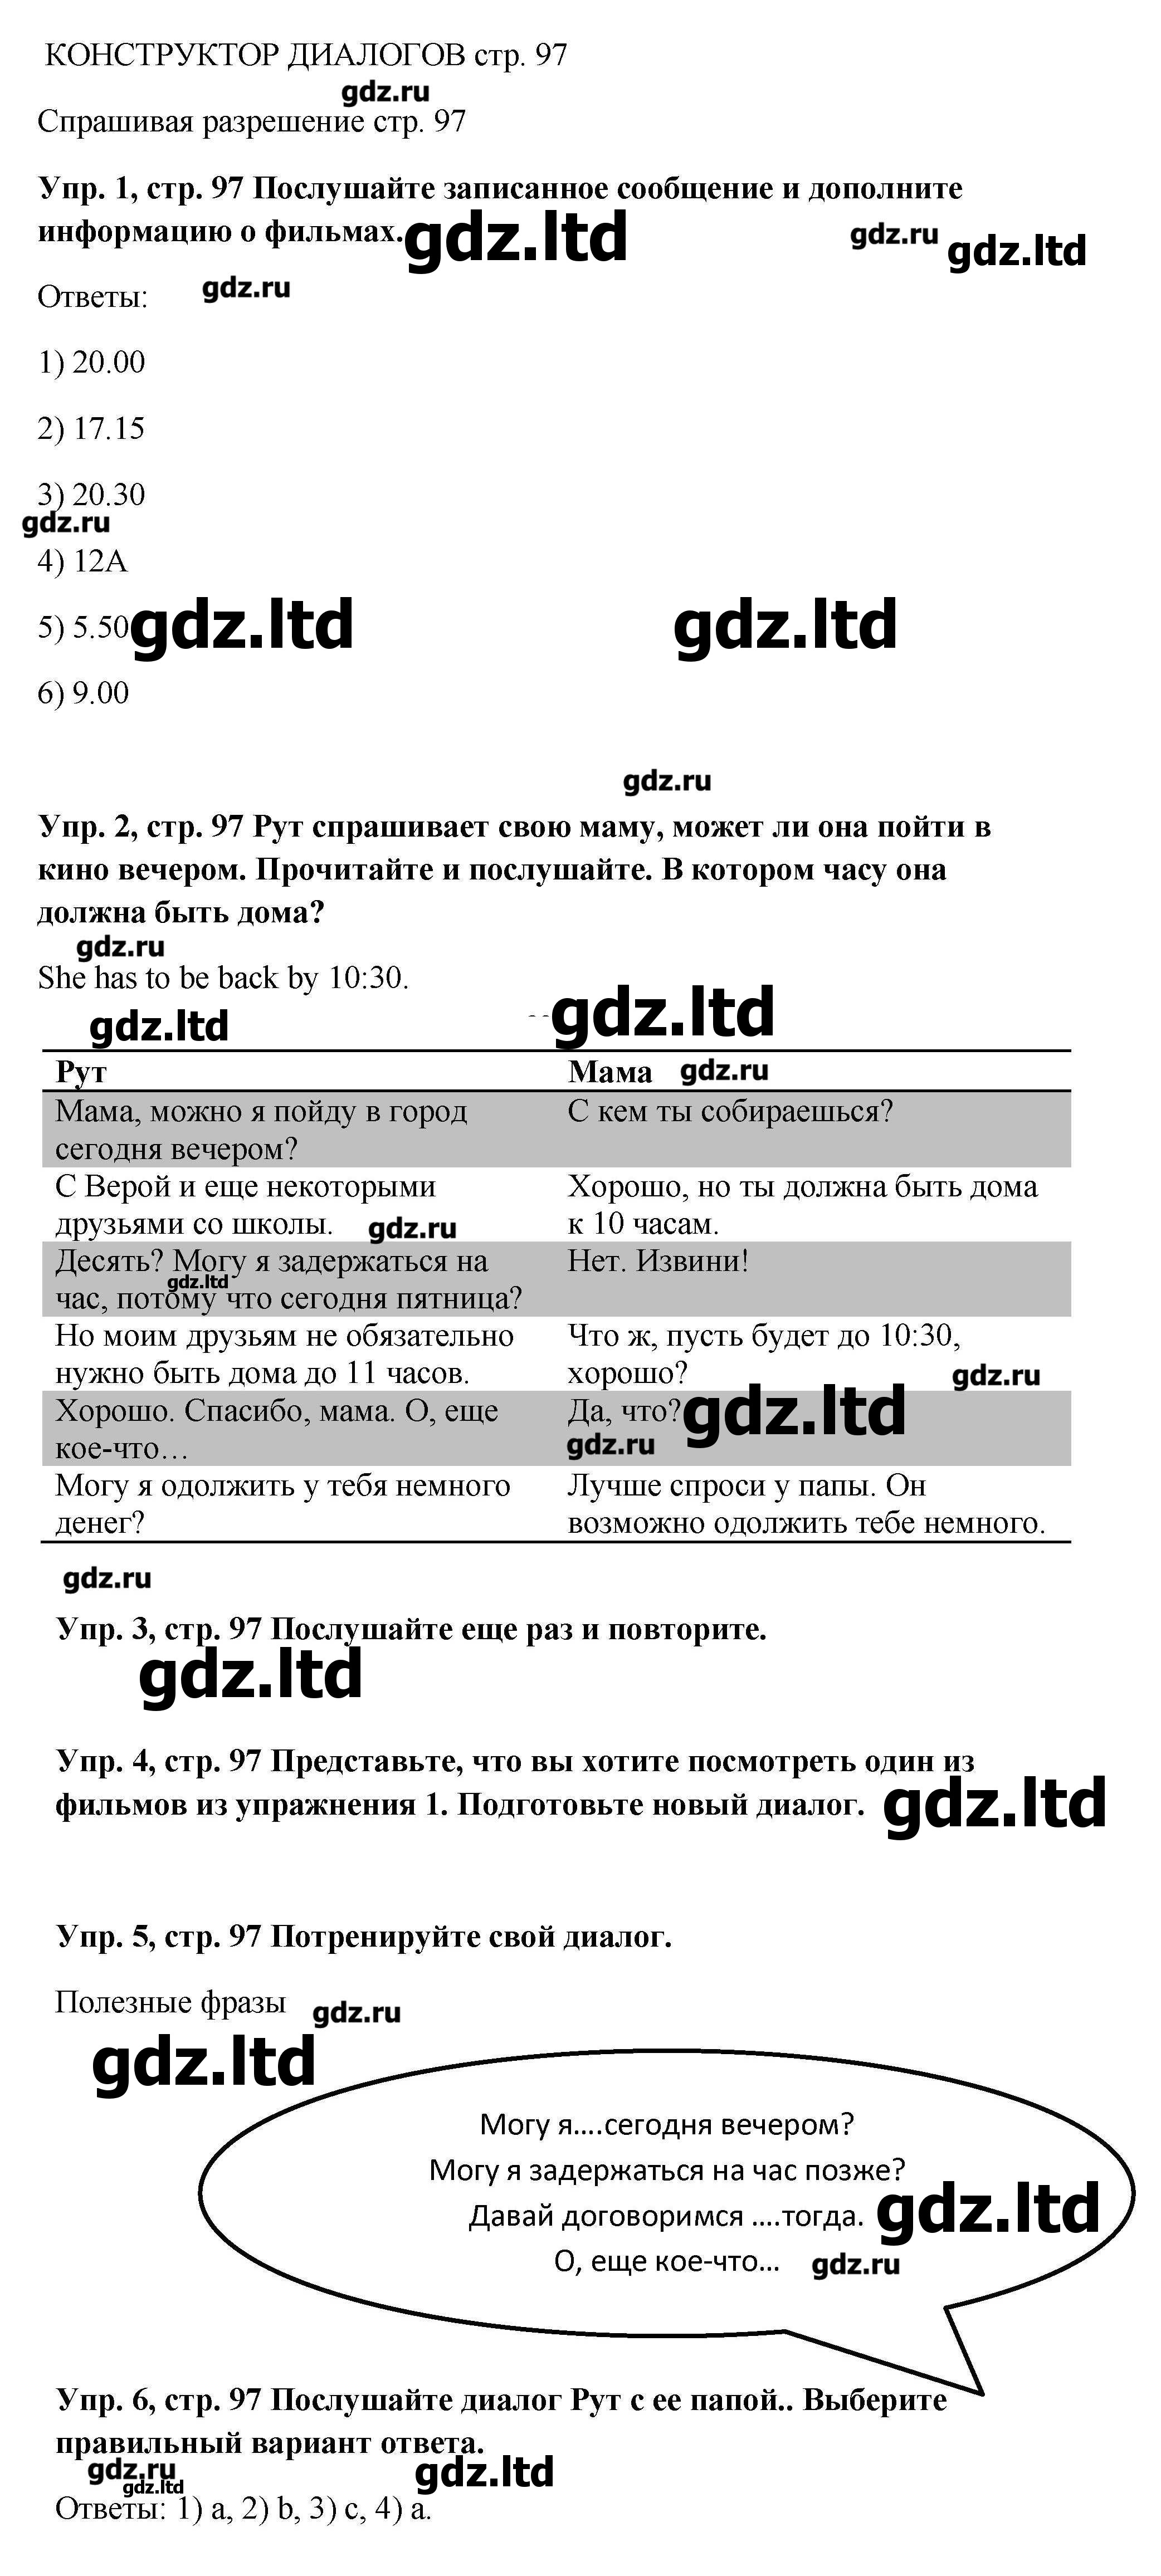 КОНСТРУКТОР ДИАЛОГОВ стр. 97
gdz.ru
Спрашивая разрешение стр. 97
Упр. 1, стр. 97 Послушайте записанное сообщение и дополните
информацию о фильмах.
gdz.ltd
gdz.ru
gdz.ltd
Ответы:
gdz.ru
1) 20.00
2) 17.15
3) 20.30
gdz.ru
4) 12A
5) 5.50
gdz.ltd
gdz.ltd
6) 9.00
gdz.ru
Упр. 2, стр. 97 Рут спрашивает свою маму, может ли она пойти в
кино вечером. Прочитайте и послушайте. В котором часу она
должна быть дома?
gdz.ru
She has to be back by 10:30.
gdz.ltd
gdz.ltd
Рут
Мама
gdz.ru
Мама, можно я пойду в город
сегодня вечером?
С кем ты собираешься?
С Верой и еще некоторыми
друзьями со школы.
gdz.ru
Хорошо, но ты должна быть дома
к 10 часам.
Десять? Могу я задержаться на
gdz.ltd
час, потому что сегодня пятница?
Нет. Извини!
Но моим друзьям не обязательно
нужно быть дома до 11 часов.
Что ж, пусть будет до 10:30,
хорошо?
gdz.ru
Хорошо. Спасибо, мама. О, еще
кое-что…
Да, что?
gdz.ltd
gdz.ru
Могу я одолжить у тебя немного
денег?
Лучше спроси у папы. Он
возможно одолжить тебе немного.
gdz.ru
Упр. 3, стр. 97 Послушайте еще раз и повторите.
gdz.ltd
Упр. 4, стр. 97 Представьте, что вы хотите посмотреть один из
фильмов из упражнения 1. Подготовьте новый диалог.
gdz.ltd
Упр. 5, стр. 97 Потренируйте свой диалог.
Полезные фразы
gdz.ru
gdz.ltd
Могу я….сегодня вечером?
Могу я задержаться на час позже?
Давай договоримся ….тогда.
gdz.ltd
О, еще кое-что…
gdz.ru
Упр. 6, стр. 97 Послушайте диалог Рут с ее папой.. Выберите
правильный вариант ответа.
gdz.ru
gdz.ltd
gdz.ltd
Ответы: 1) a, 2) b, 3) c, 4) a.